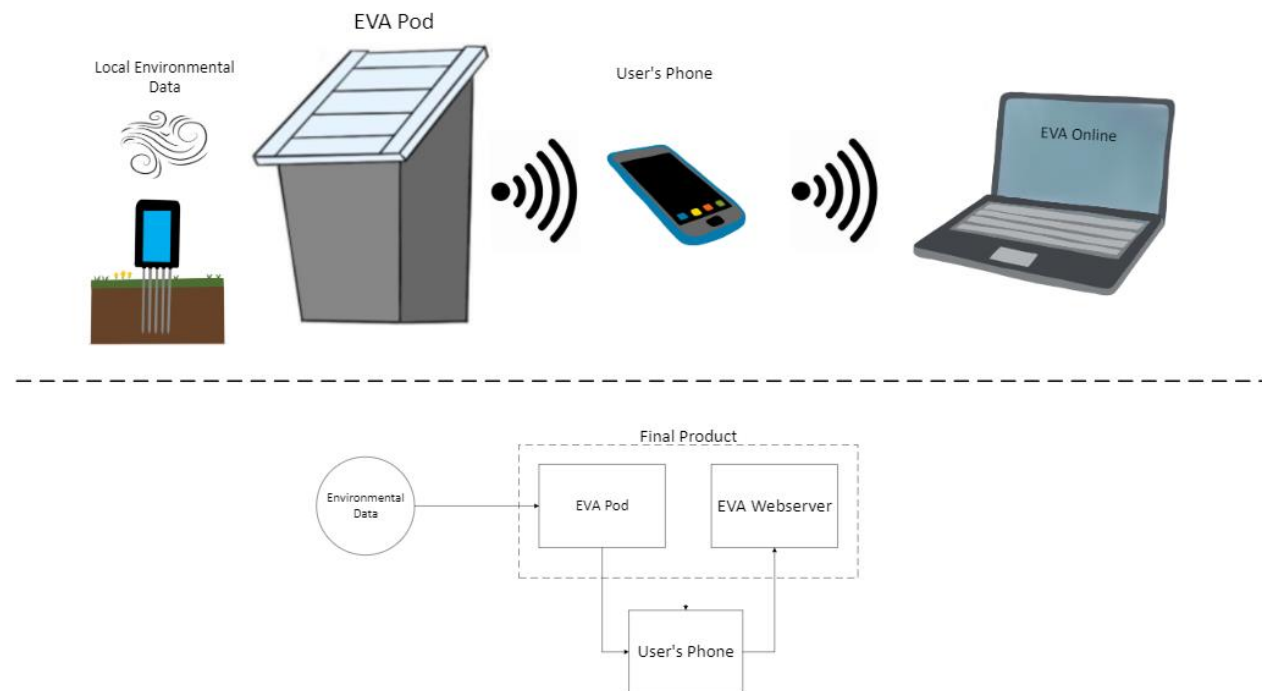 EVA Pod
Local Environmental
Data
User's Phone
EVA Online
Final Product
Environmental
Data
EVA Pod
EVA Webserver
User's Phone